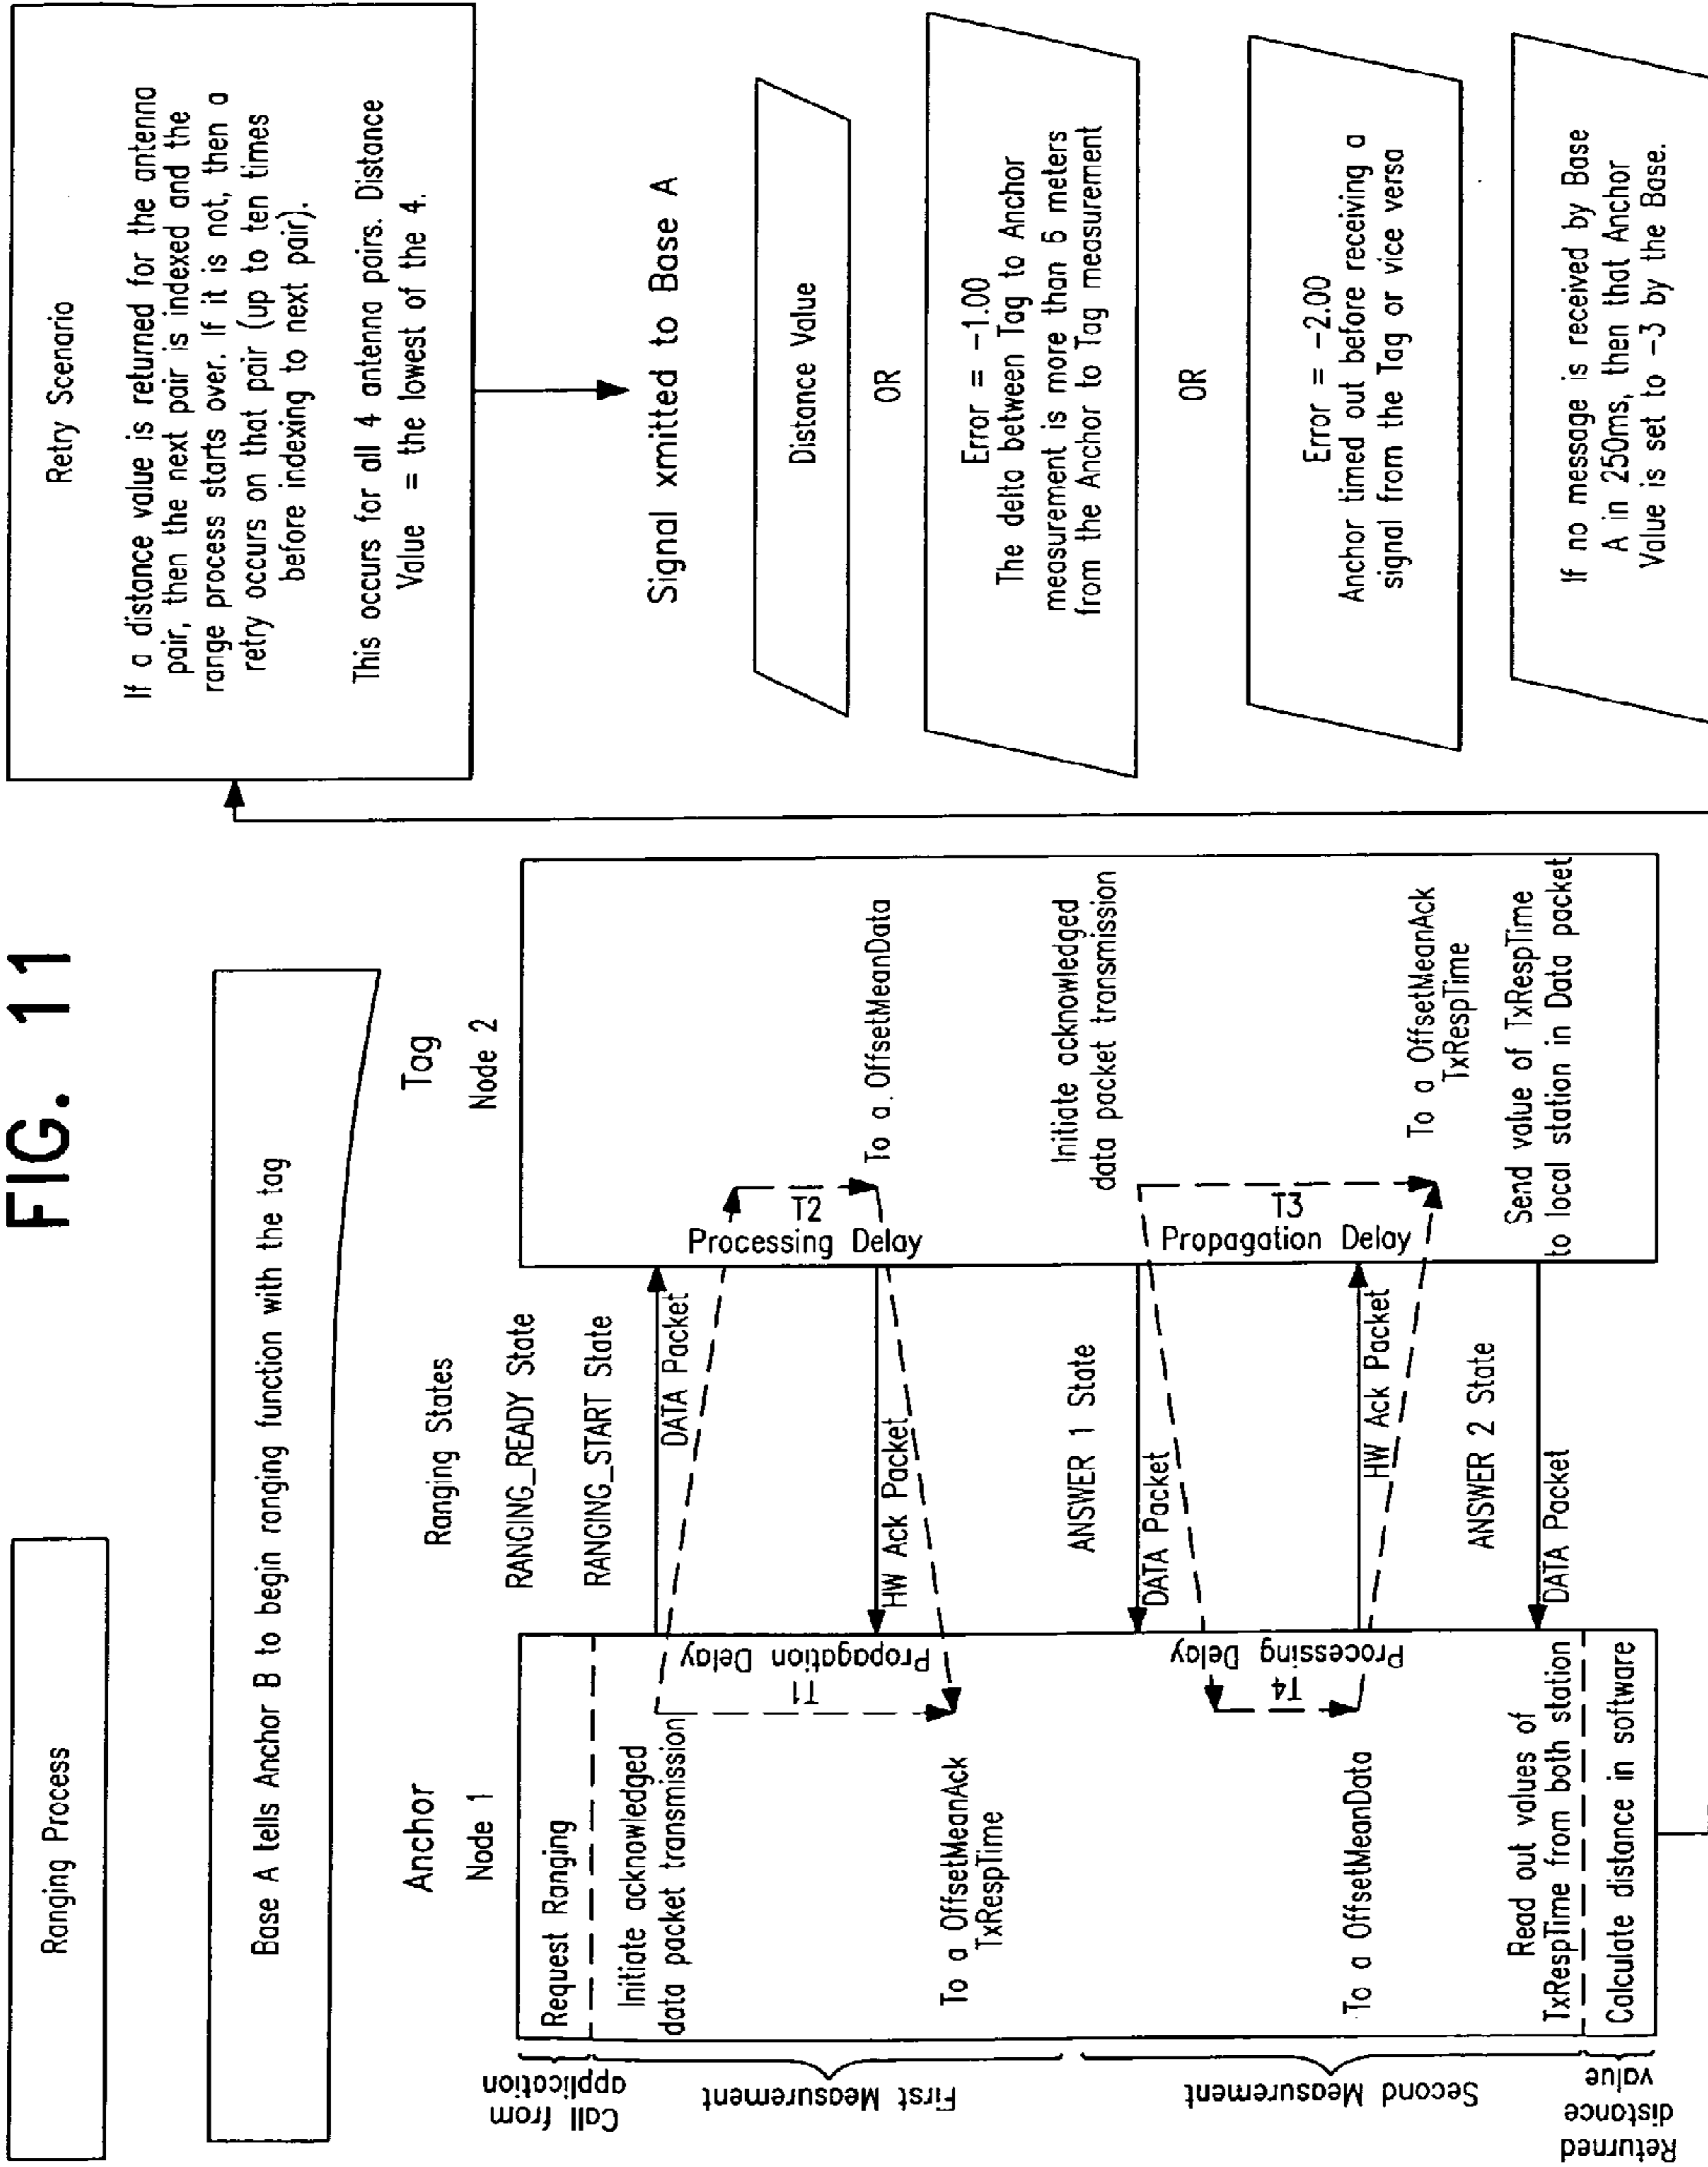 FIG. 11
Ranging Process
Base A tells Anchor B to begin ranging function with the tag
Anchor
Node 1
Ranging States
Tag
Node 2
Call from
application
First Measurement
Second Measurement
Returned
distance
value
Request Ranging
Initiate acknowledged
data packet transmission
T1
Propagation Delay
To a OffsetMeanAck
TxRespTime
T4
Processing Delay
To a OffsetMeanData
Read out values of
TxRespTime from both station
Calculate distance in software
RANGING_READY State
RANGING_START State
DATA Packet
HW Ack Packet
ANSWER 1 State
DATA Packet
HW Ack Packet
ANSWER 2 State
DATA Packet
T2
Processing Delay
To a. OffsetMeanData
Initiate acknowledged
data packet transmission
T3
Propagation Delay
To a OffsetMeanAck
TxRespTime
Send value of TxRespTime
to local station in Data packet
Retry Scenario
If a distance value is returned for the antenna
pair, then the next pair is indexed and the
range process starts over. If it is not, then a
retry occurs on that pair (up to ten times
before indexing to next pair).
This occurs for all 4 antenna pairs. Distance
Value = the lowest of the 4.
Signal xmitted to Base A
Distance Value
OR
Error = -1.00
The delta between Tag to Anchor
measurement is more than 6 meters
from the Anchor to Tag measurement
OR
Error = -2.00
Anchor timed out before receiving a
signal from the Tag or vice versa
If no message is received by Base
A in 250ms, then that Anchor
Value is set to -3 by the Base.